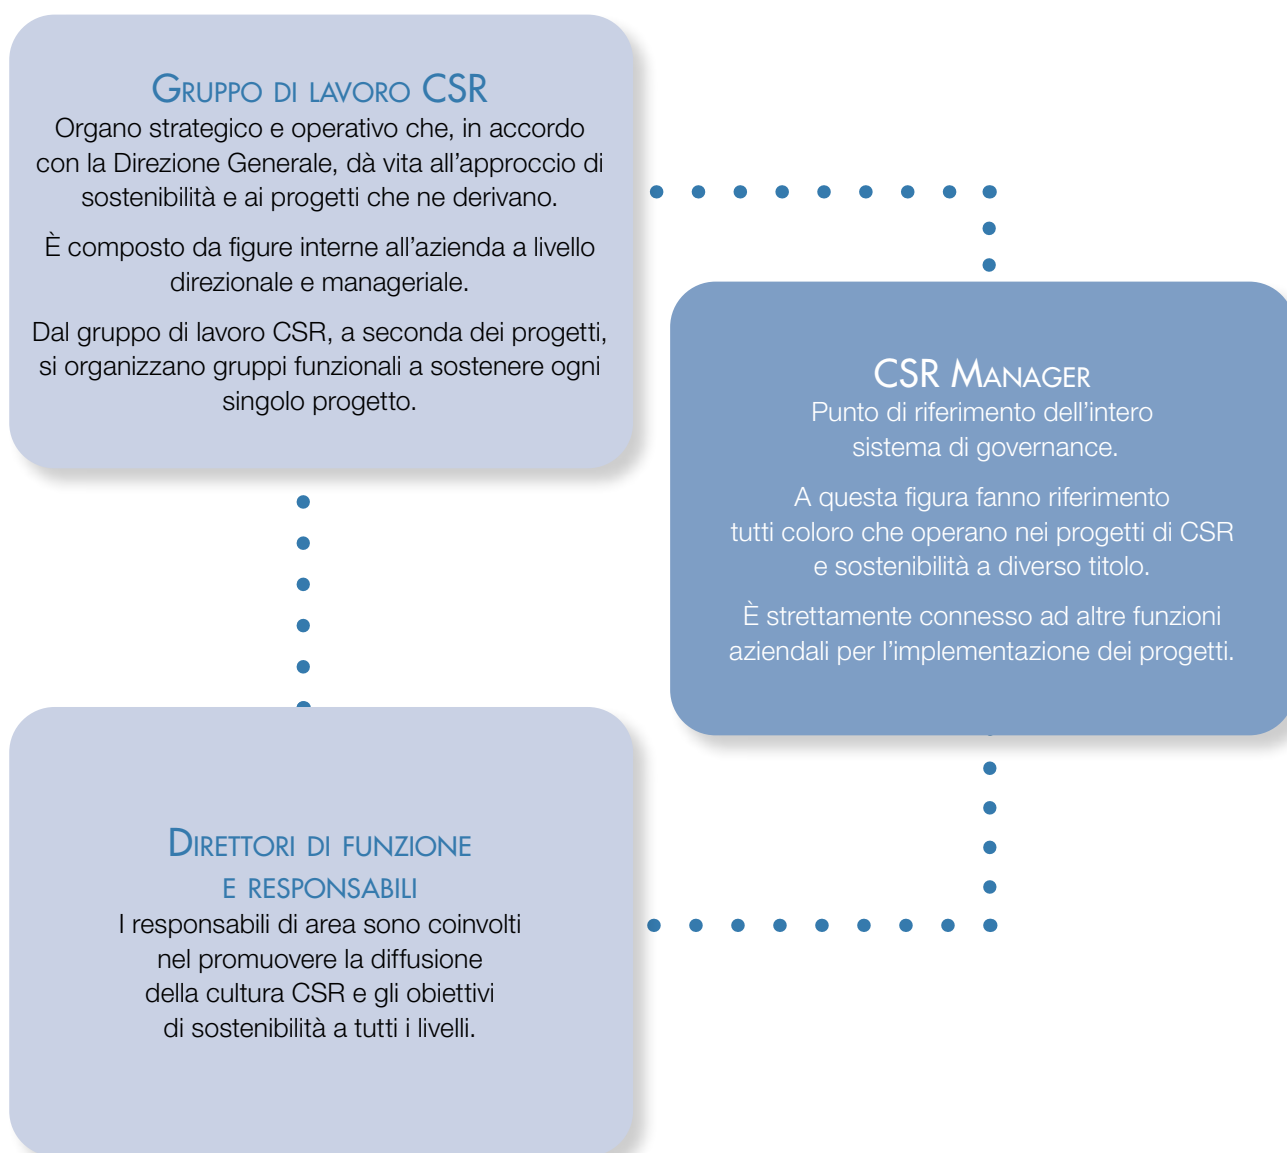 Gruppo di lavoro CSR
Organo strategico e operativo che, in accordo
con la Direzione Generale, dà vita all’approccio di
sostenibilità e ai progetti che ne derivano.
È composto da figure interne all’azienda a livello
direzionale e manageriale.
Dal gruppo di lavoro CSR, a seconda dei progetti,
si organizzano gruppi funzionali a sostenere ogni
singolo progetto.
CSR Manager
Punto di riferimento dell’intero
sistema di governance.
A questa figura fanno riferimento
tutti coloro che operano nei progetti di CSR
e sostenibilità a diverso titolo.
È strettamente connesso ad altre funzioni
aziendali per l’implementazione dei progetti.
Direttori di funzione
e responsabili
I responsabili di area sono coinvolti
nel promuovere la diffusione
della cultura CSR e gli obiettivi
di sostenibilità a tutti i livelli.